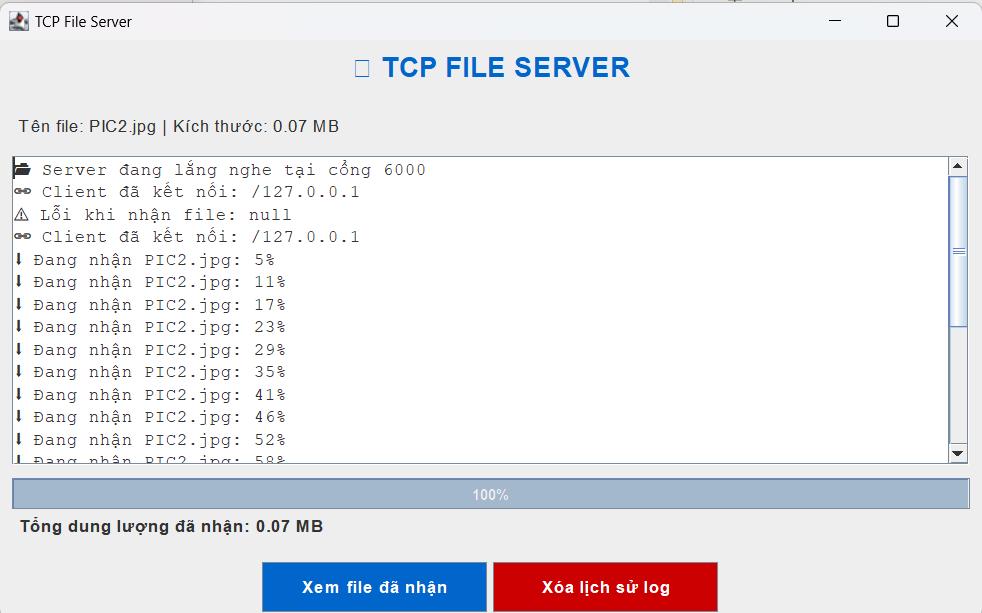 TCP File Server
TCP FILE SERVER
Tên file: PIC2.jpg | Kích thước: 0.07 MB
Server đang lắng nghe tại cổng 6000
Client đã kết nối: /127.0.0.1
⚠ Lỗi khi nhận file: null
Client đã kết nối: /127.0.0.1
⬇ Đang nhận PIC2.jpg: 5%
⬇ Đang nhận PIC2.jpg: 11%
⬇ Đang nhận PIC2.jpg: 17%
⬇ Đang nhận PIC2.jpg: 23%
⬇ Đang nhận PIC2.jpg: 29%
⬇ Đang nhận PIC2.jpg: 35%
⬇ Đang nhận PIC2.jpg: 41%
⬇ Đang nhận PIC2.jpg: 46%
⬇ Đang nhận PIC2.jpg: 52%
⬇ Đang nhận PIC2.jpg: 58%
100%
Tổng dung lượng đã nhận: 0.07 MB
Xem file đã nhận
Xóa lịch sử log